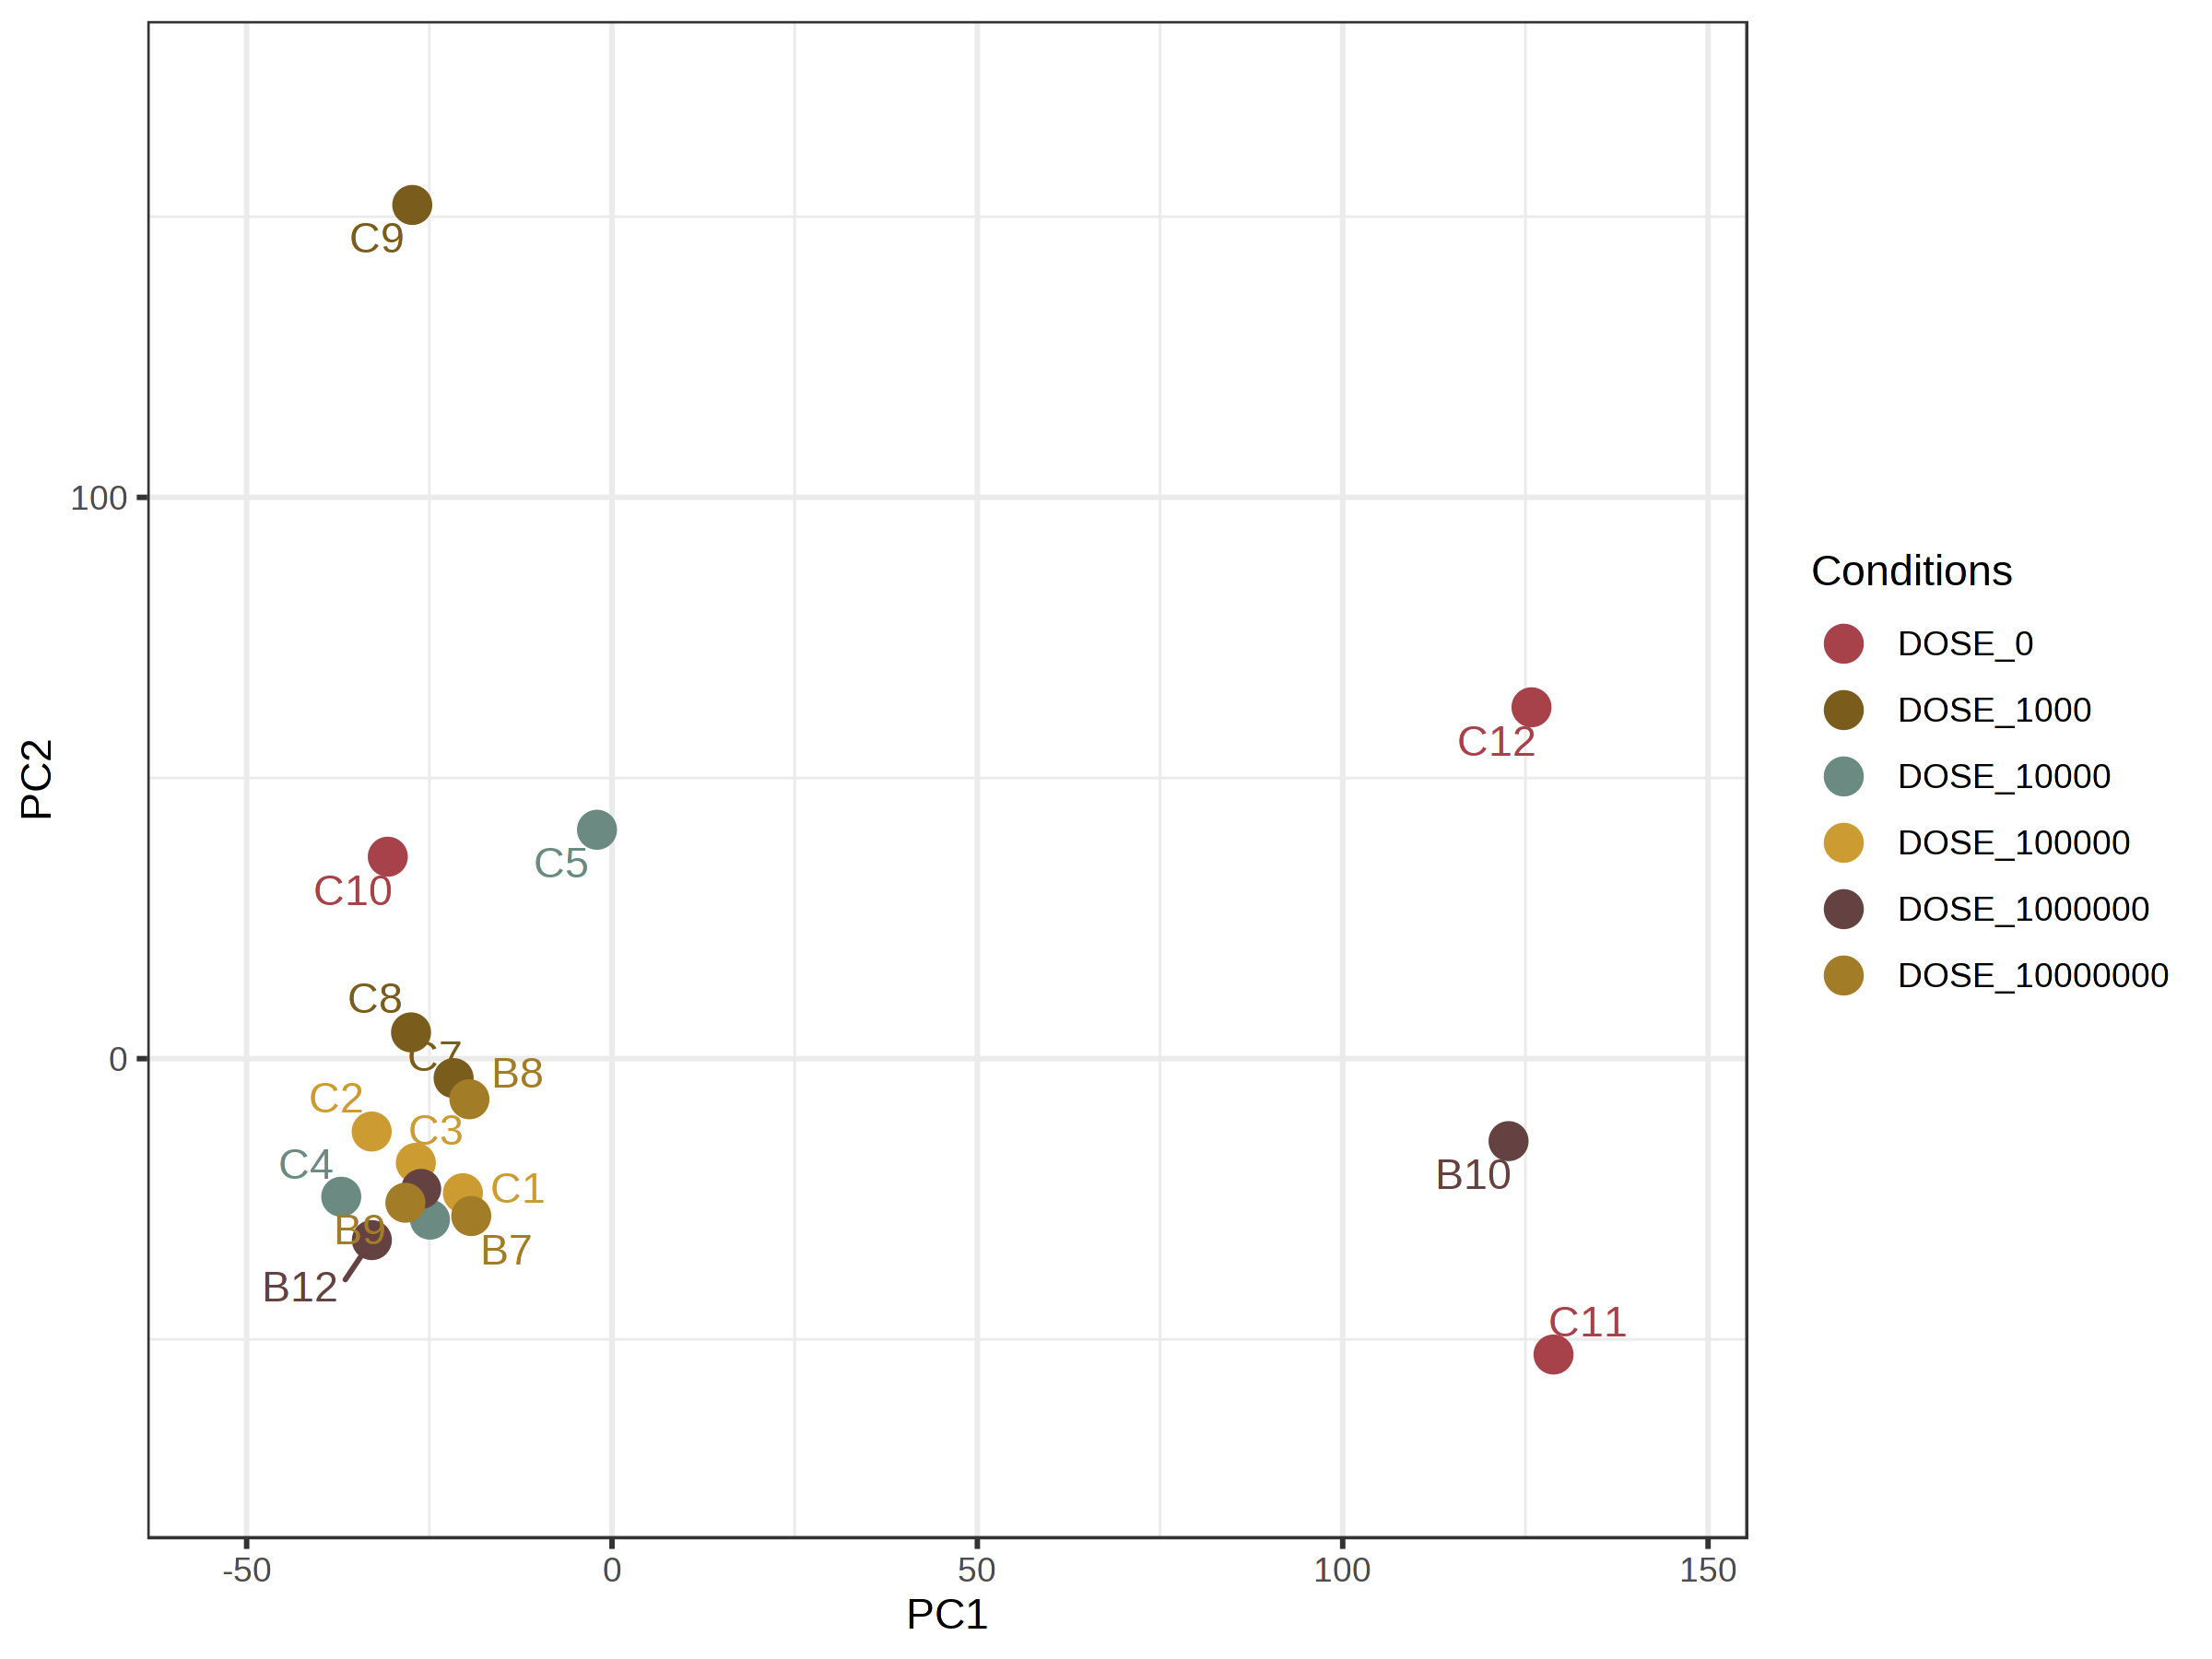 C9
100
C12
C5
C10
C8
C7
0
B8
C2
C3
C4
C1
B10
B9
B7
B12
C11
-50
0
50
100
150
PC1
PC2
Conditions
DOSE_0
DOSE_1000
DOSE_10000
DOSE_100000
DOSE_1000000
DOSE_10000000